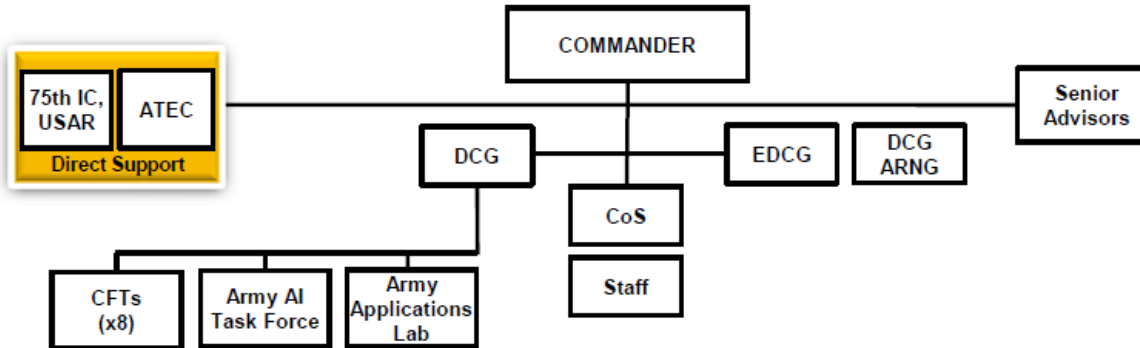 COMMANDER
75th IC,
USAR
ATEC
Direct Support
Senior
Advisors
DCG
EDCG
DCG
ARNG
CoS
Staff
CFTs
(x8)
Army AI
Task Force
Army
Applications
Lab